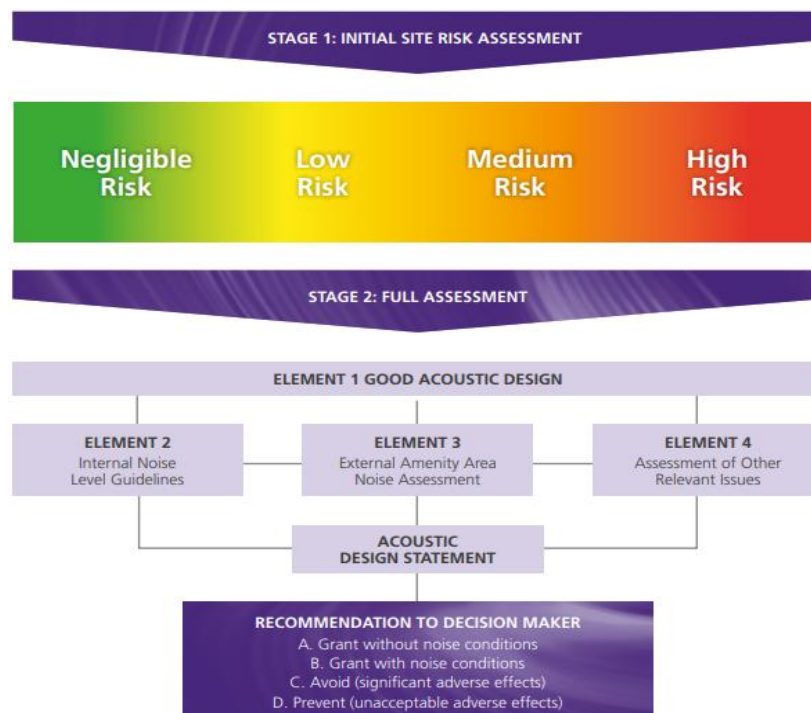 STAGE 1: INITIAL SITE RISK ASSESSMENT
Negligible
Risk
Low
Risk
Medium
Risk
High
Risk
STAGE 2: FULL ASSESSMENT
ELEMENT 1 GOOD ACOUSTIC DESIGN
ELEMENT 2
Internal Noise
Level Guidelines
ELEMENT 3
External Amenity Area
Noise Assessment
ELEMENT 4
Assessment of Other
Relevant Issues
ACOUSTIC
DESIGN STATEMENT
RECOMMENDATION TO DECISION MAKER
A. Grant without noise conditions
B. Grant with noise conditions
C. Avoid (significant adverse effects)
D. Prevent (unacceptable adverse effects)